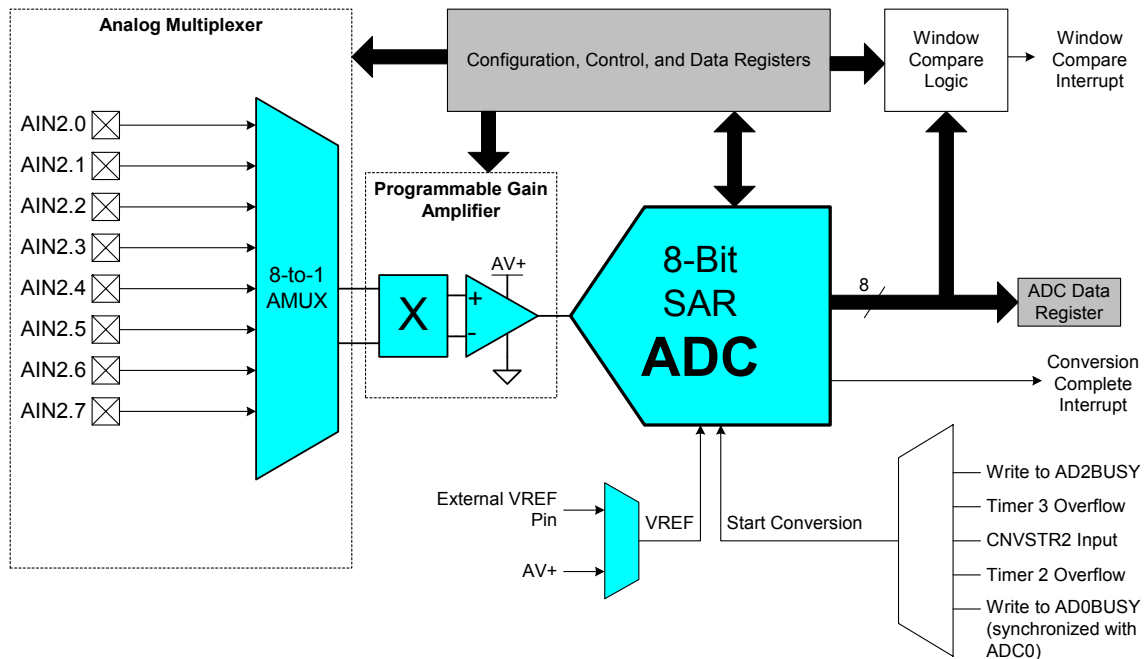 Analog Multiplexer
AIN2.0
AIN2.1
AIN2.2
AIN2.3
AIN2.4
AIN2.5
AIN2.6
AIN2.7
8-to-1
AMUX
Configuration, Control, and Data Registers
Window
Compare
Logic
Window
Compare
Interrupt
Programmable Gain
Amplifier
AV+
X
+
-
8-Bit
SAR
ADC
8
ADC Data
Register
Conversion
Complete
Interrupt
External VREF
Pin
AV+
VREF
Start Conversion
Write to AD2BUSY
Timer 3 Overflow
CNVSTR2 Input
Timer 2 Overflow
Write to AD0BUSY
(synchronized with
ADC0)